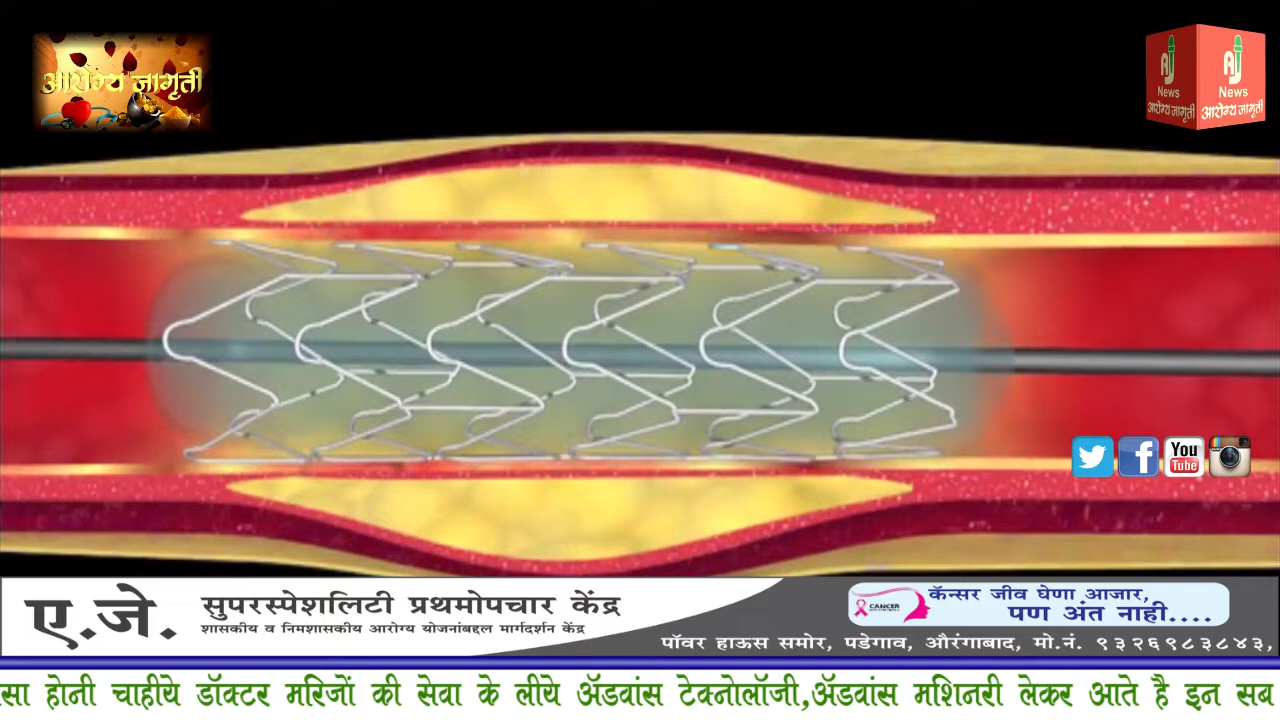 आरोग्य जागृती
AJ
News
आरोग्य जागृती
AJ
News
आरोग्य जागृती
You
Tube
ए.जे.
सुपरस्पेशलिटी प्रथमोपचार केंद्र
शासकीय व निमशासकीय आरोग्य योजनांबद्दल मार्गदर्शन केंद्र
CANCER
कॅन्सर जीव घेणा आजार,
पण अंत नाही....
पॉवर हाऊस समोर, पडेगाव, औरंगाबाद, मो.नं. ९३२६९८३८४३,
सा होनी चाहीये डॉक्टर मरिजों की सेवा के लीये ॲडवांस टेक्नोलॉजी,ॲडवांस मशिनरी लेकर आते है इन सब